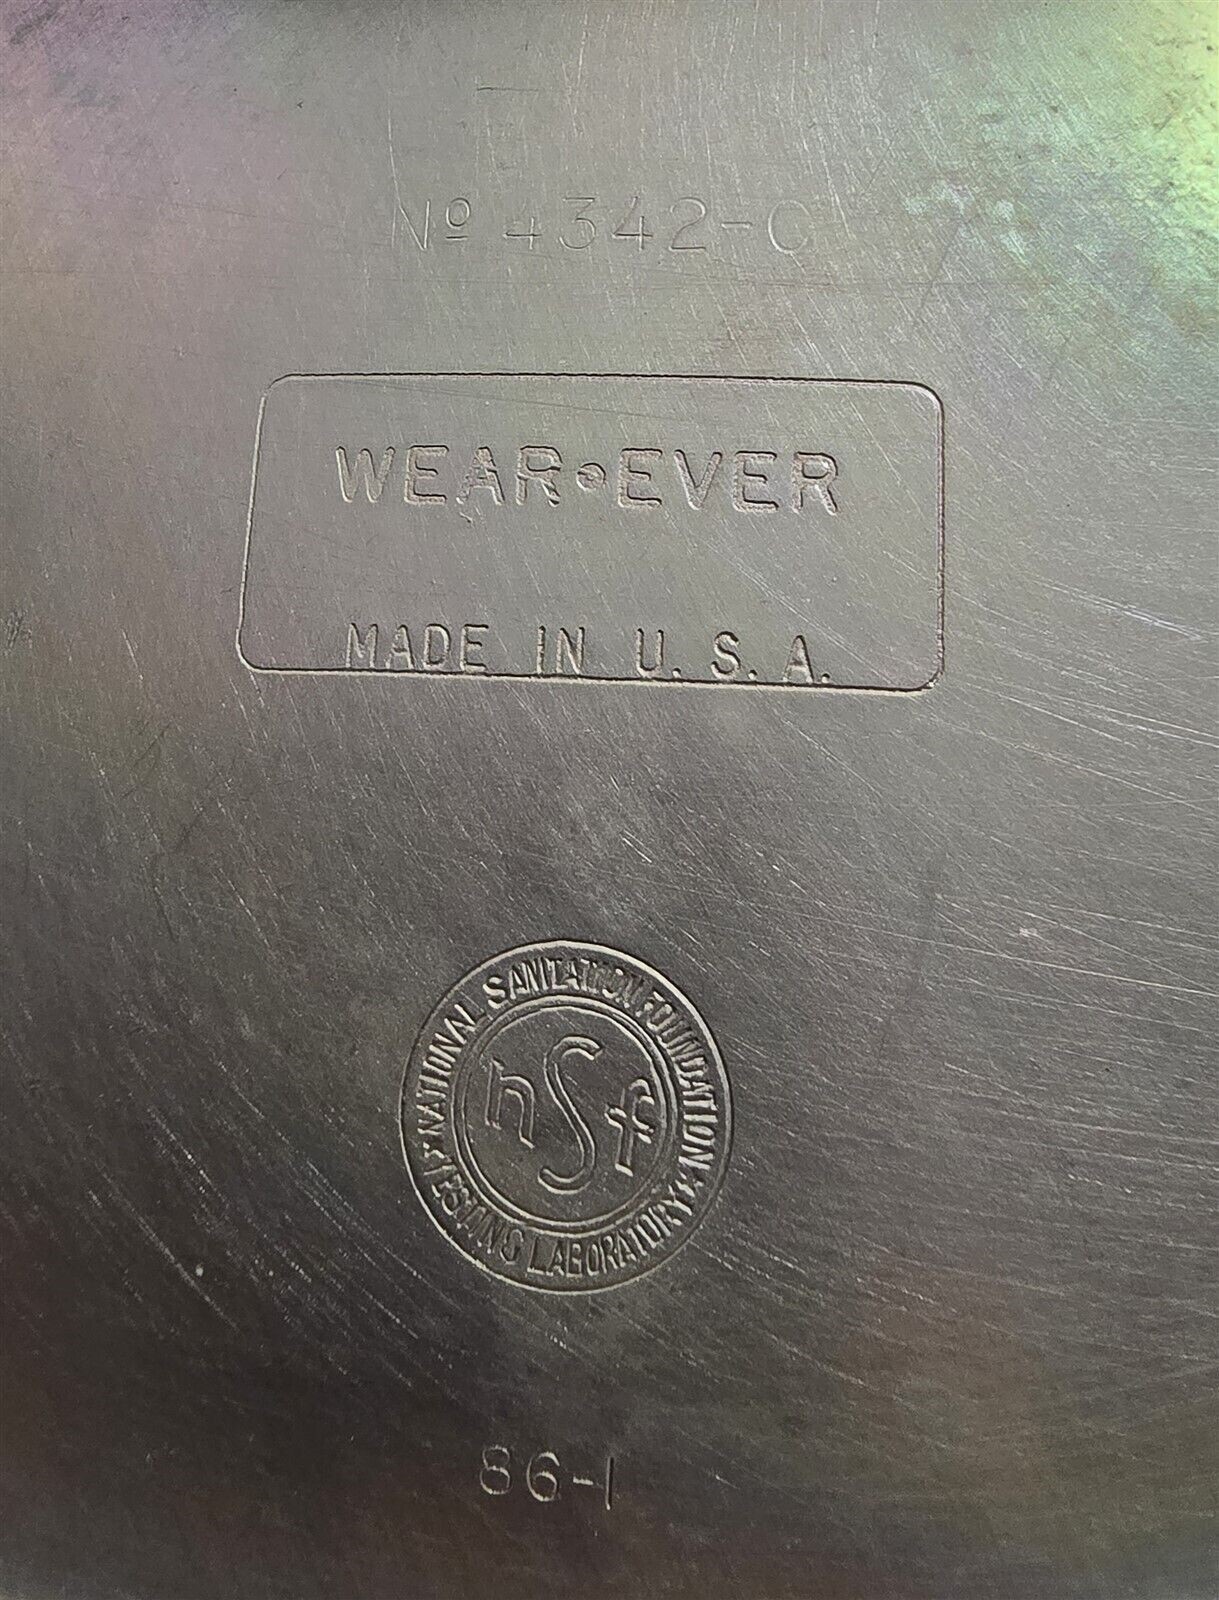 Nº 4342-C
WEAR•EVER
MADE IN U.S.A.
NATIONAL SANITATION FOUNDATION
TESTING LABORATORY
nSf
86-1